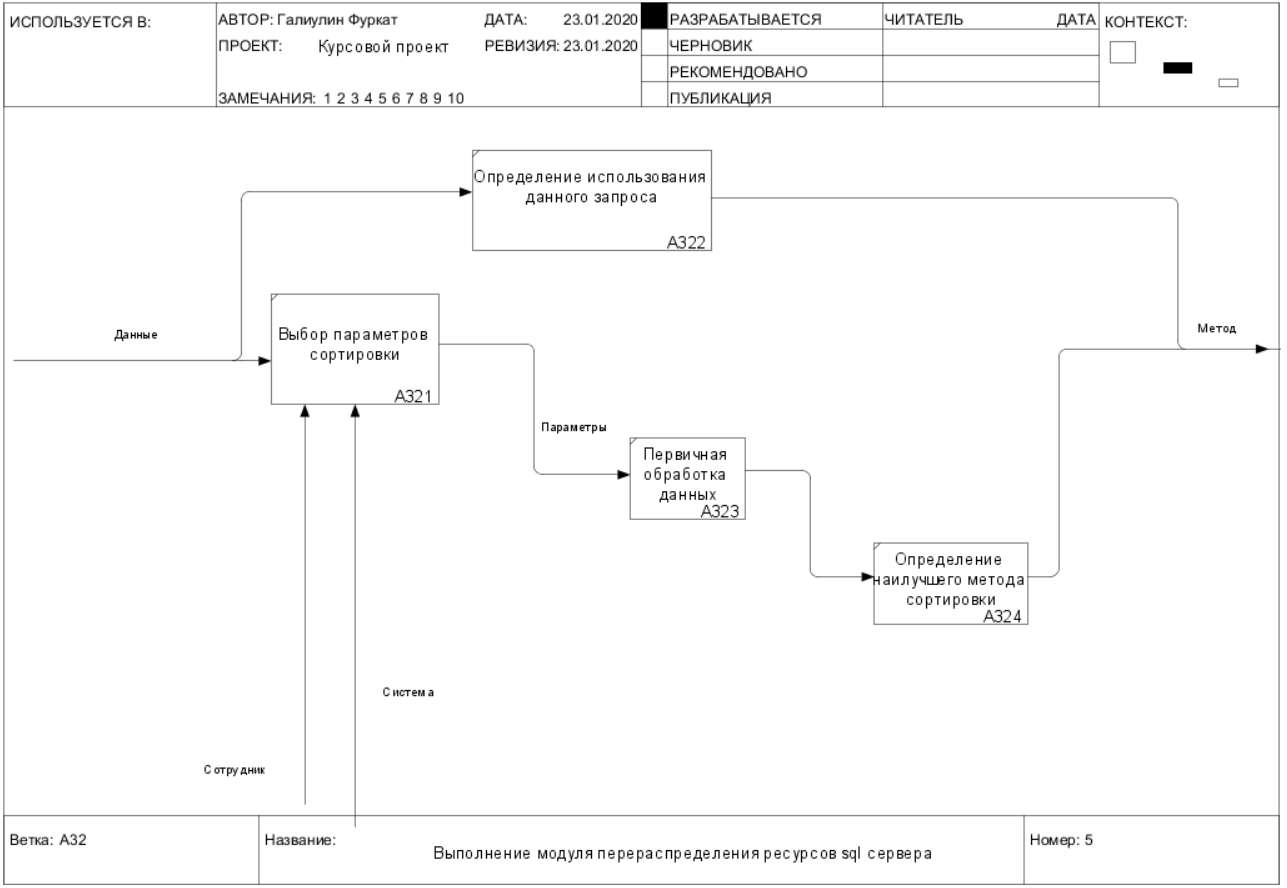 ИСПОЛЬЗУЕТСЯ В:
АВТОР: Галиулин Фуркат
ДАТА: 23.01.2020
РАЗРАБАТЫВАЕТСЯ
ЧИТАТЕЛЬ
ДАТА
КОНТЕКСТ:
ПРОЕКТ: Курсовой проект
РЕВИЗИЯ: 23.01.2020
ЧЕРНОВИК
РЕКОМЕНДОВАНО
ЗАМЕЧАНИЯ: 1 2 3 4 5 6 7 8 9 10
ПУБЛИКАЦИЯ
Определение использования
данного запроса
A322
Данные
Выбор параметров
сортировки
A321
Метод
Параметры
Первичная
обработка
данных
A323
Определение
наилучшего метода
сортировки
A324
Система
Сотрудник
Ветка: A32
Название:
Выполнение модуля перераспределения ресурсов sql сервера
Номер: 5